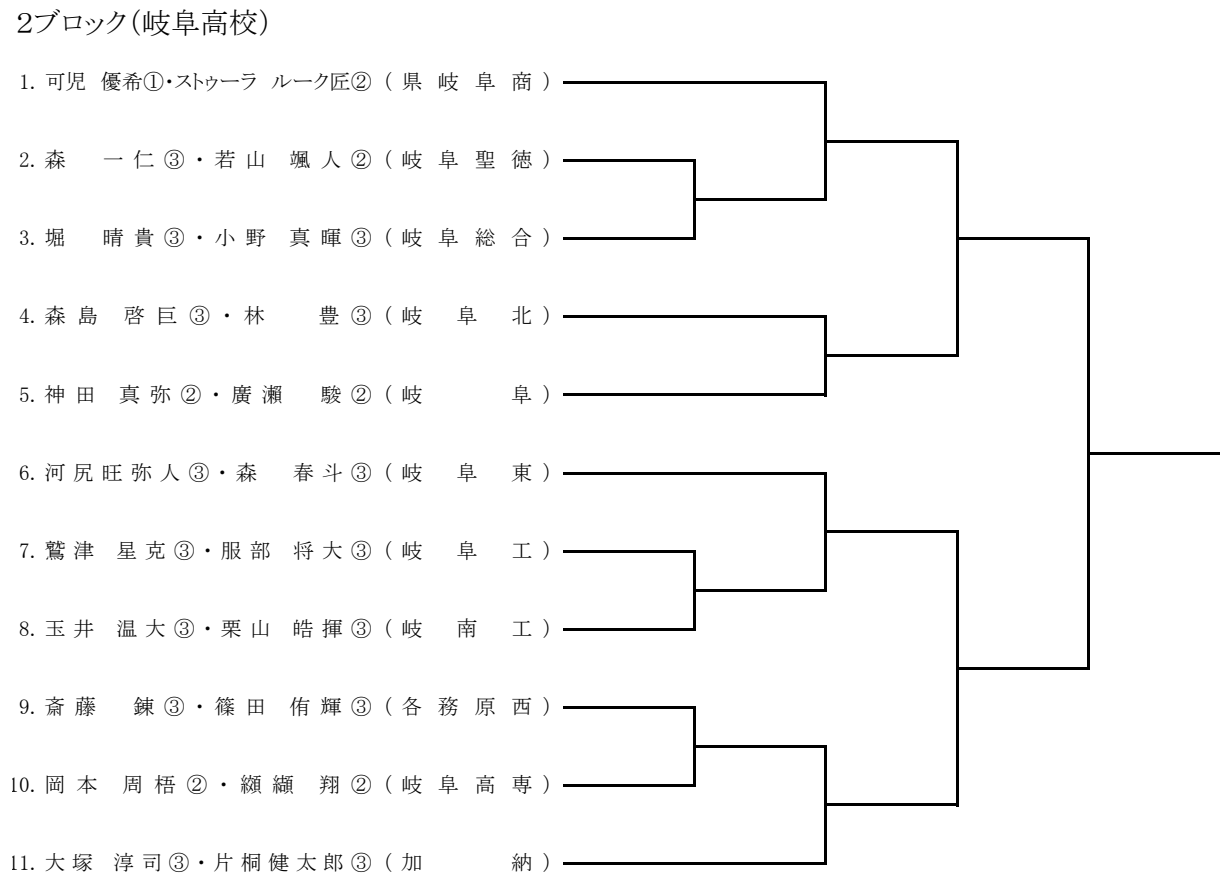 2ブロック(岐阜高校)
1. 可児 優希①・ストゥーラ ルーク匠②(県岐阜商)
2. 森 一仁③・若山 颯人②(岐阜聖徳)
3. 堀 晴貴③・小野 真暉③(岐阜総合)
4. 森島 啓巨③・林 豊③(岐阜北)
5. 神田 真弥②・廣瀬 駿②(岐阜)
6. 河尻旺弥人③・森 春斗③(岐阜東)
7. 鷲津 星克③・服部 将大③(岐阜工)
8. 玉井 温大③・栗山 皓揮③(岐南工)
9. 斎藤 錬③・篠田 侑輝③(各務原西)
10. 岡本 周梧②・纐纈 翔②(岐阜高専)
11. 大塚 淳司③・片桐健太郎③(加納)